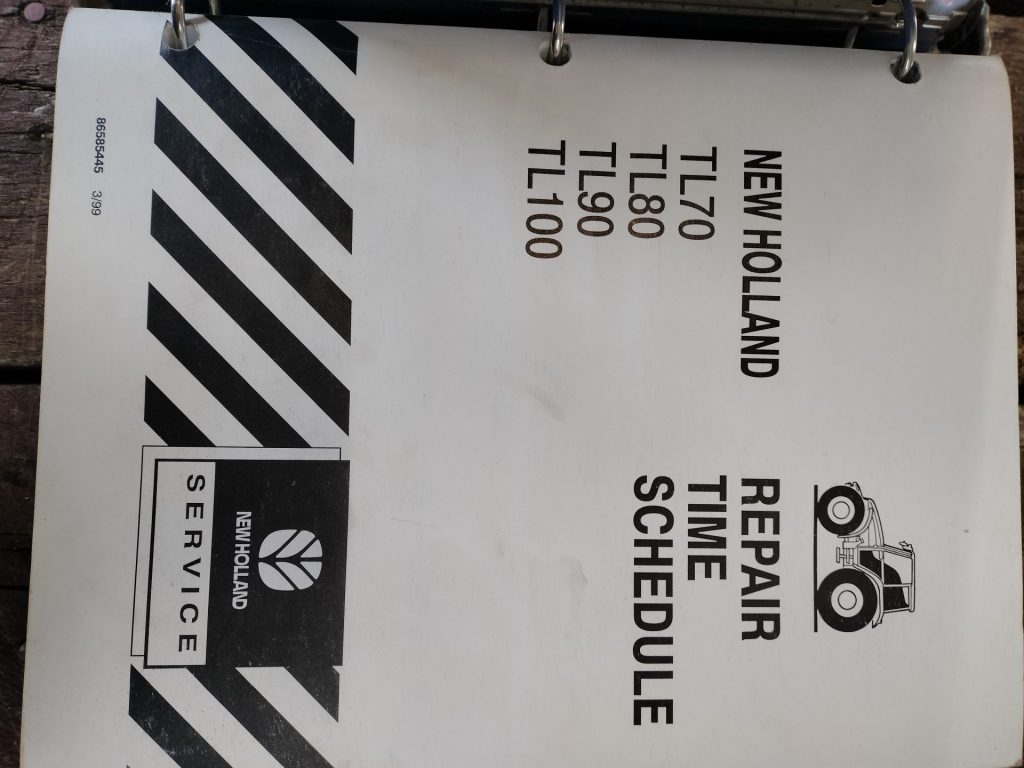 NEW HOLLAND
TL70
TL80
TL90
TL100
REPAIR
TIME
SCHEDULE
NEW HOLLAND
SERVICE
86585445 3/99